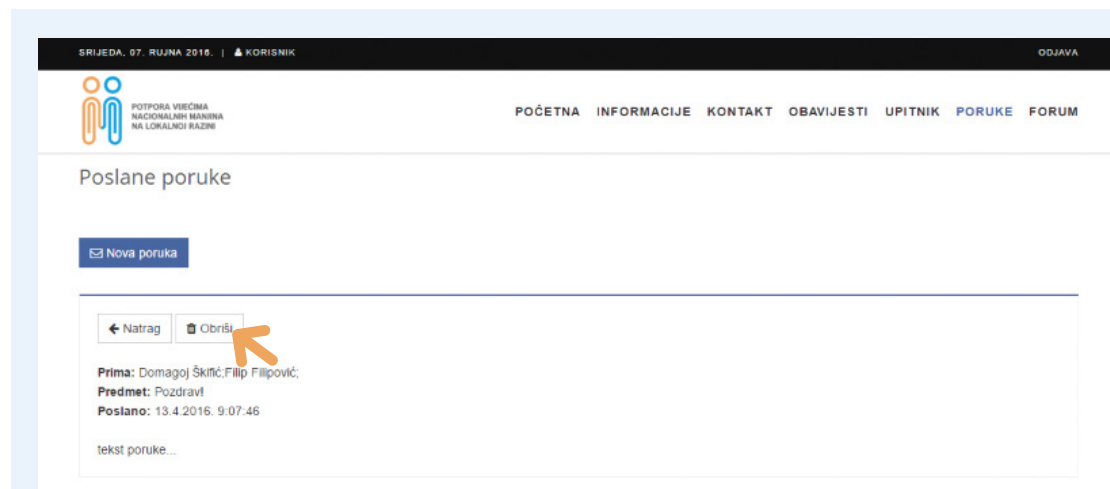 SRIJEDA, 07. RUJNA 2016. | KORISNIK
ODJAVA
POTPORA VIJEĆIMA
NACIONALNIH MANJINA
NA LOKALNOJ RAZINI
POČETNA INFORMACIJE KONTAKT OBAVIJESTI UPITNIK PORUKE FORUM
Poslane poruke
Nova poruka
Natrag Obriši
Prima: Domagoj Škifić;Filip Filipović;
Predmet: Pozdrav!
Poslano: 13.4.2016. 9:07:46
tekst poruke...